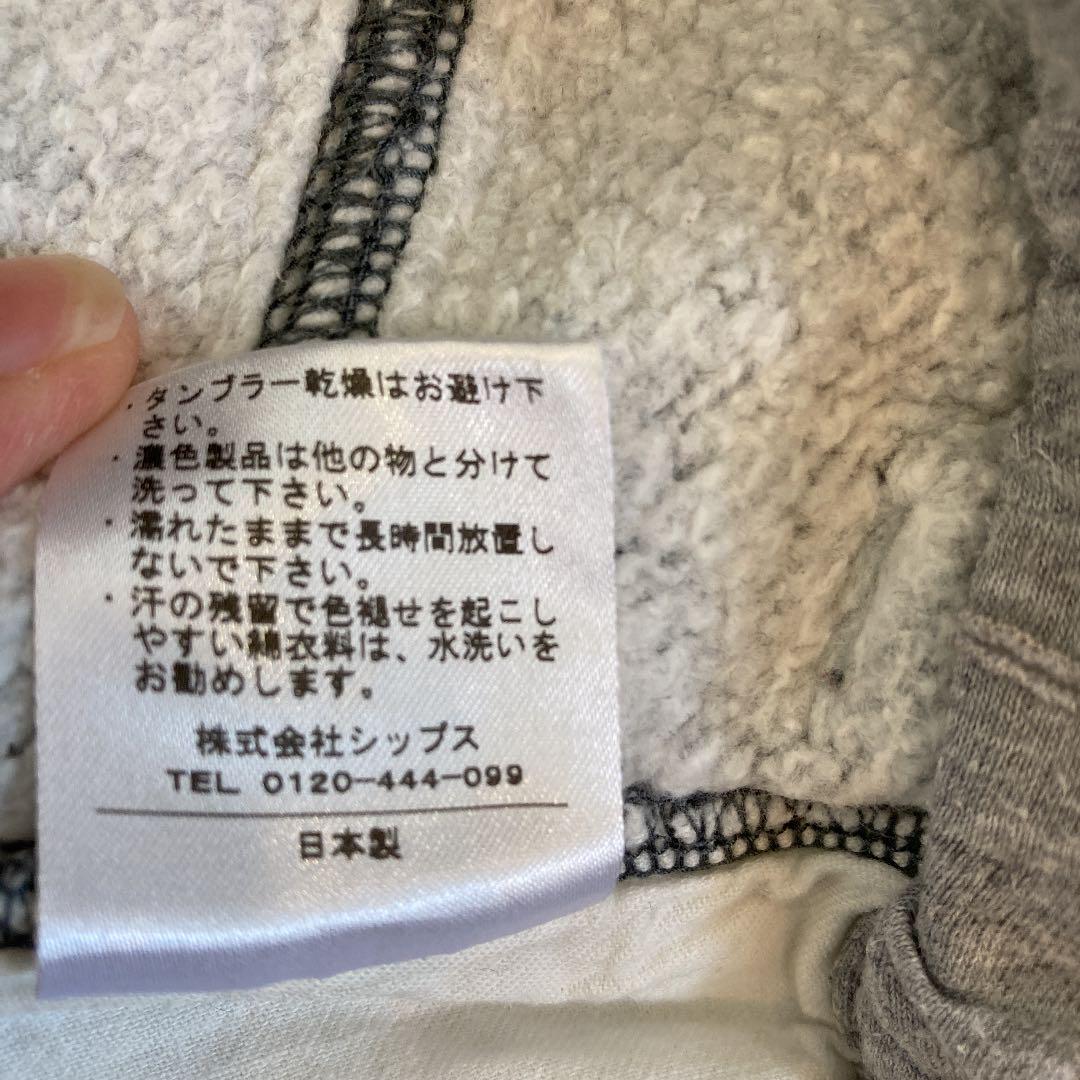 ・タンブラー乾燥はお避け下
さい。
・濃色製品は他の物と分けて
洗って下さい。
・濡れたままで長時間放置し
ないで下さい。
・汗の残留で色褪せを起こし
やすい綿衣料は、水洗いを
お勧めします。
株式会社シップス
TEL 0120-444-099
日本製